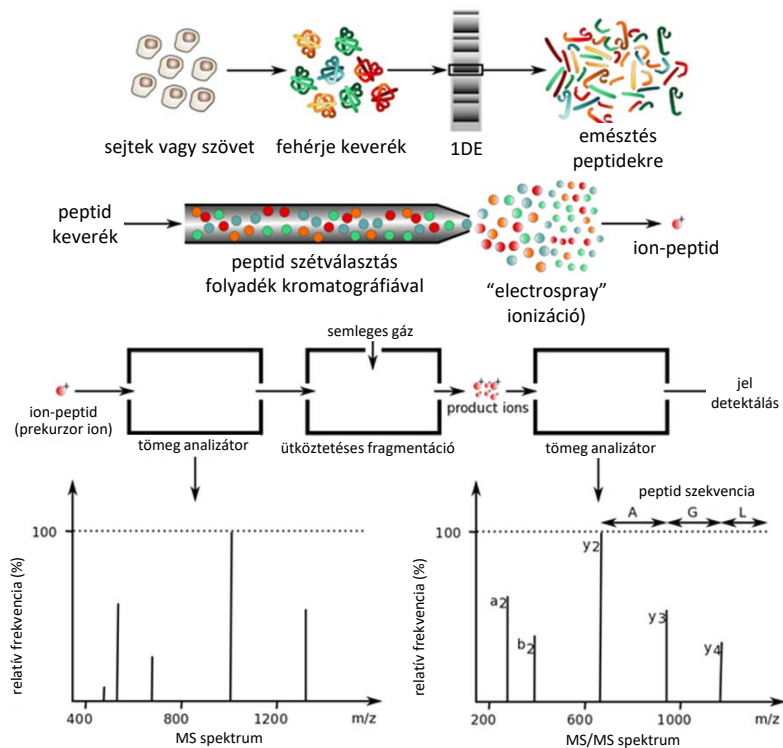 sejtek vagy szövet
fehérje keverék
1DE
emésztés
peptidekre
peptid
keverék
peptid szétválasztás
folyadék kromatográfiával
“electrospray”
ionizáció)
+
ion-peptid
semleges gáz
+
ion-peptid
(prekurzor ion)
tömeg analizátor
ütköztetéses fragmentáció
product ions
tömeg analizátor
jel
detektálás
relatív frekvencia (%)
100
400
800
1200
m/z
MS spektrum
peptid szekvencia
A
G
L
relatív frekvencia (%)
100
a2
b2
y2
y3
y4
200
600
1000
m/z
MS/MS spektrum